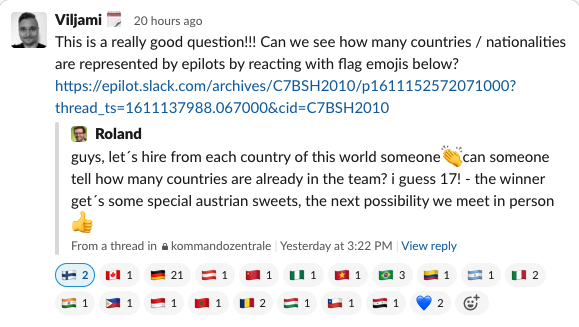 Viljami 20 hours ago
This is a really good question!!! Can we see how many countries / nationalities
are represented by epilots by reacting with flag emojis below?
https://epilot.slack.com/archives/C7BSH2010/p1611152572071000?
thread_ts=1611137988.067000&cid=C7BSH2010
Roland
guys, let´s hire from each country of this world someone👏can someone
tell how many countries are already in the team? i guess 17! - the winner
get´s some special austrian sweets, the next possibility we meet in person
👍
From a thread in kommandozentrale | Yesterday at 3:22 PM | View reply
2 1 21 1 1 1 1 3 1 1 2
1 1 1 1 2 1 1 1 2